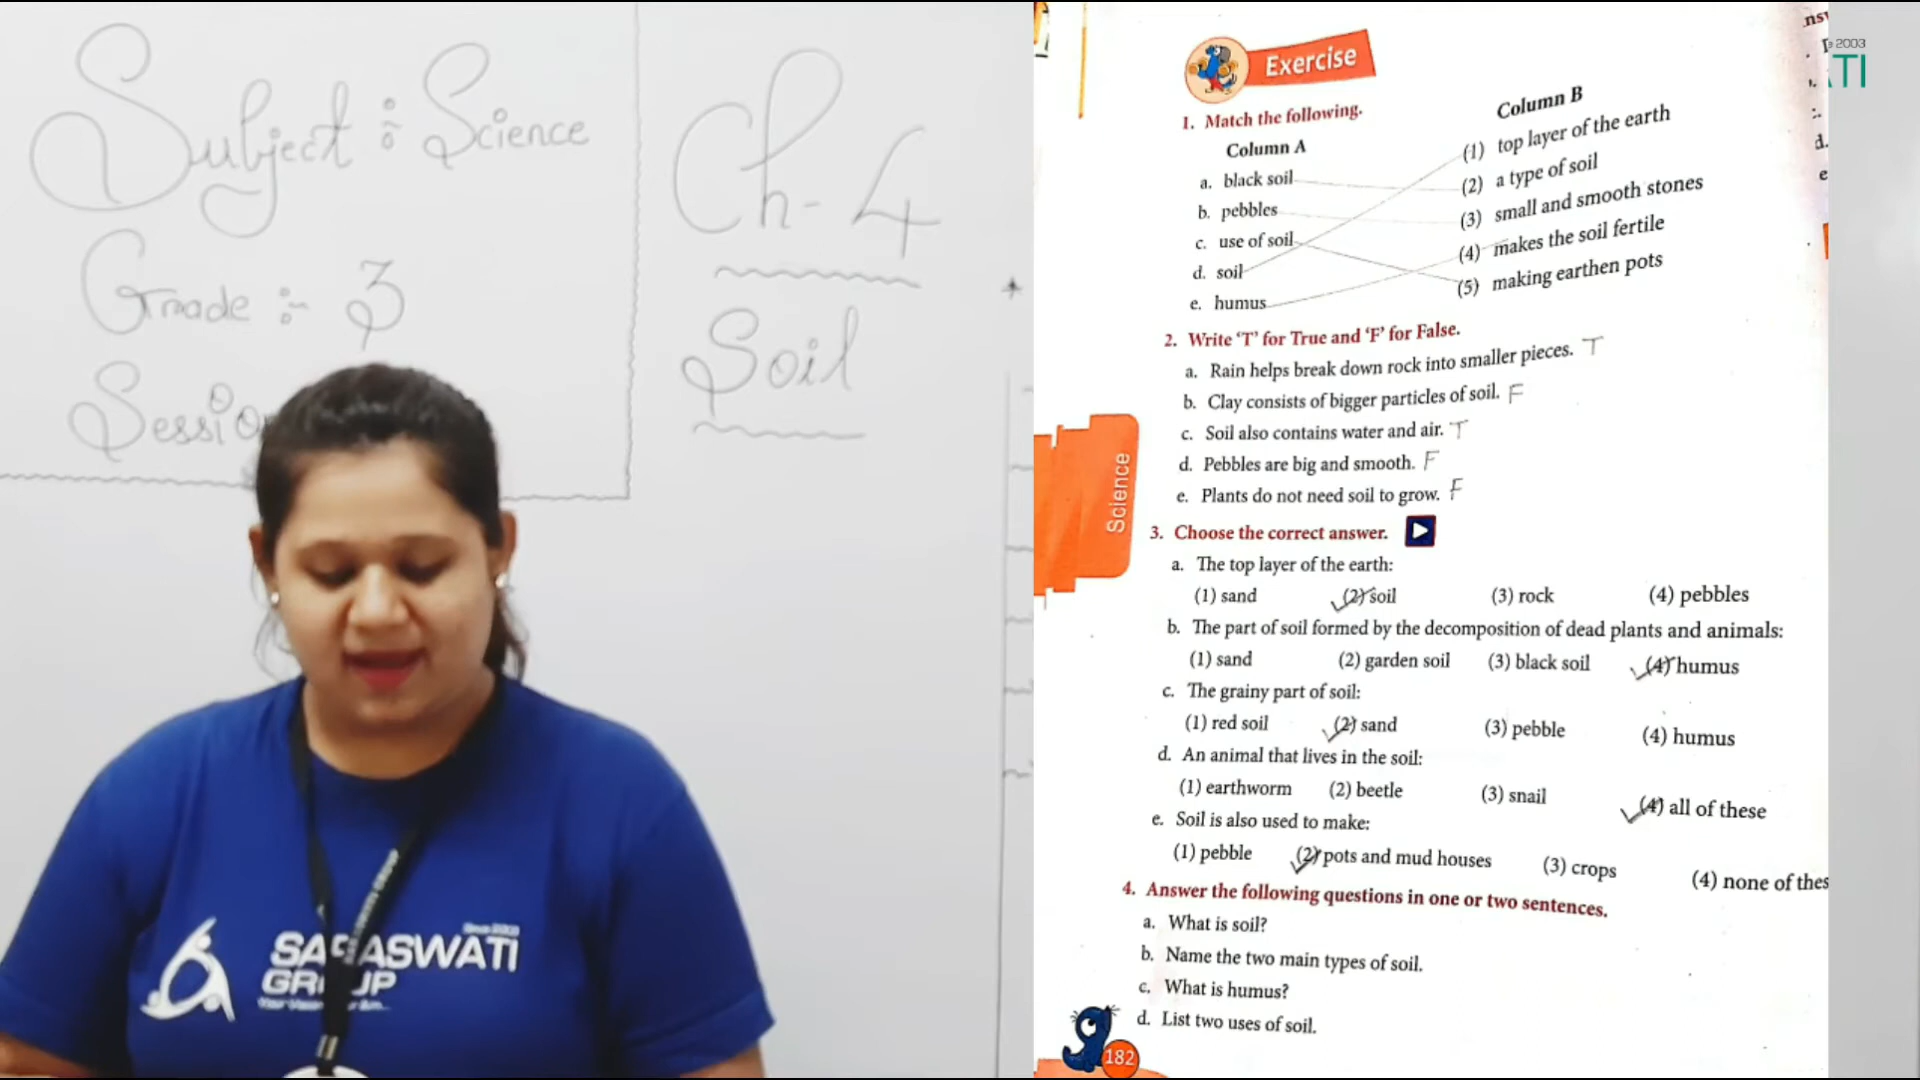 Subject : Science
Grade :- 3
Session
Ch-4
Soil
Since 2003
SARASWATI
GROUP
2003
ATI
Exercise
1. Match the following.
Column A
Column B
a. black soil
(1) top layer of the earth
b. pebbles
(2) a type of soil
c. use of soil
(3) small and smooth stones
d. soil
(4) makes the soil fertile
e. humus
(5) making earthen pots
2. Write 'T' for True and 'F' for False.
a. Rain helps break down rock into smaller pieces. T
b. Clay consists of bigger particles of soil. F
c. Soil also contains water and air. T
d. Pebbles are big and smooth. F
e. Plants do not need soil to grow. F
Science
3. Choose the correct answer.
a. The top layer of the earth:
(1) sand (2) soil (3) rock (4) pebbles
b. The part of soil formed by the decomposition of dead plants and animals:
(1) sand (2) garden soil (3) black soil (4) humus
c. The grainy part of soil:
(1) red soil (2) sand (3) pebble (4) humus
d. An animal that lives in the soil:
(1) earthworm (2) beetle (3) snail (4) all of these
e. Soil is also used to make:
(1) pebble (2) pots and mud houses (3) crops (4) none of thes
4. Answer the following questions in one or two sentences.
a. What is soil?
b. Name the two main types of soil.
c. What is humus?
d. List two uses of soil.
182